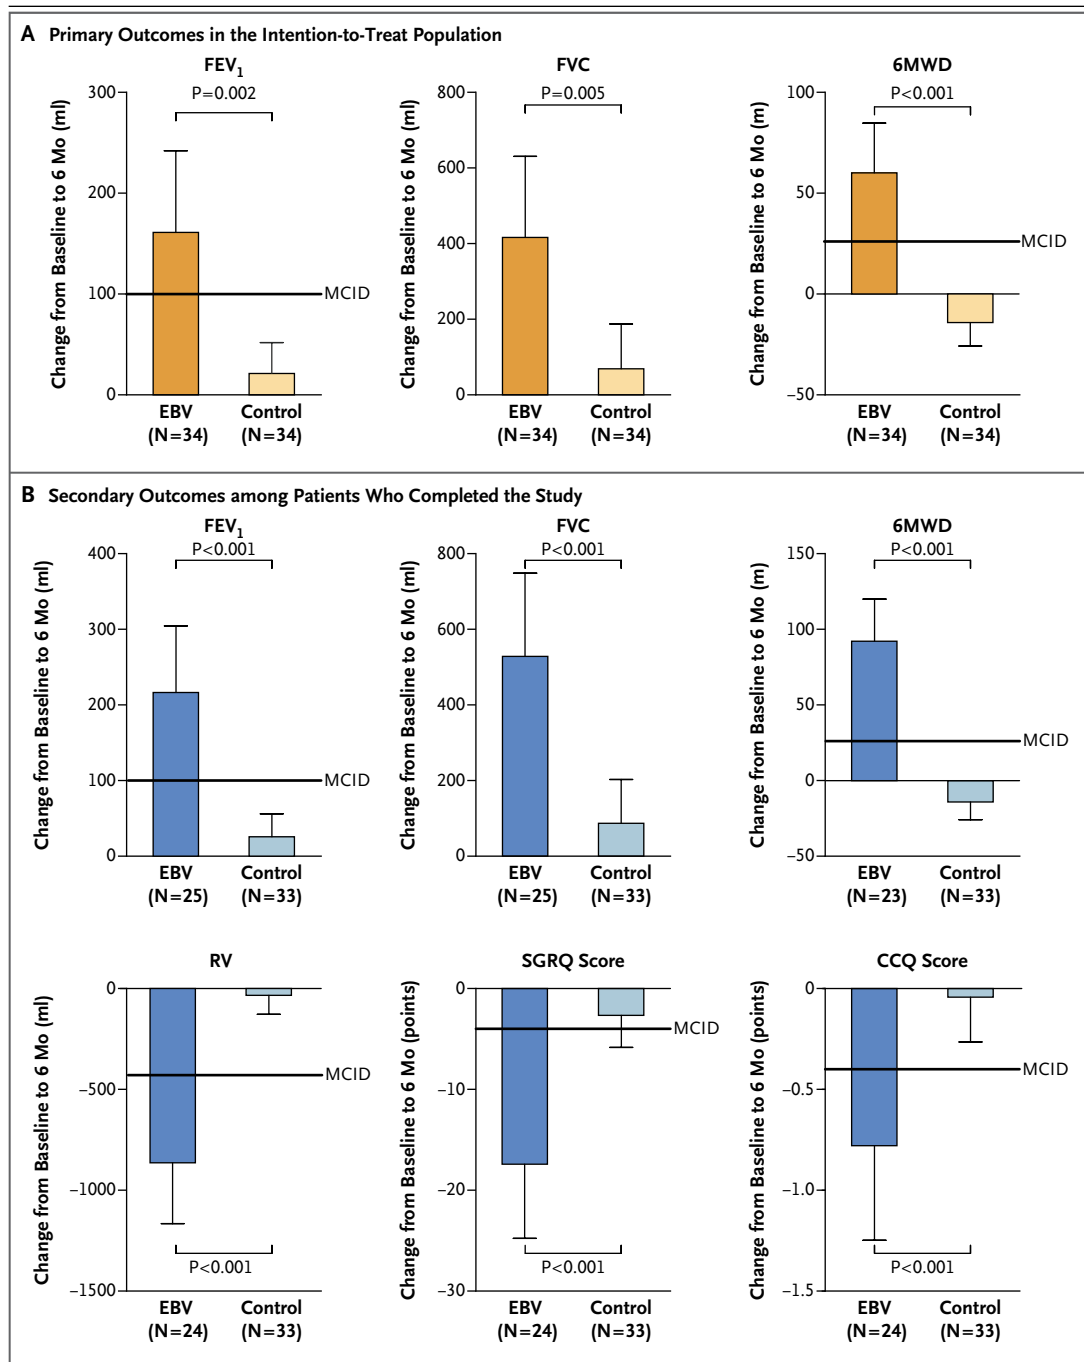 A Primary Outcomes in the Intention-to-Treat Population
FEV1
Change from Baseline to 6 Mo (ml)
300
200
100
0
P=0.002
MCID
EBV
(N=34)
Control
(N=34)
FVC
Change from Baseline to 6 Mo (ml)
800
600
400
200
0
P=0.005
EBV
(N=34)
Control
(N=34)
6MWD
Change from Baseline to 6 Mo (m)
100
50
0
−50
P<0.001
MCID
EBV
(N=34)
Control
(N=34)
B Secondary Outcomes among Patients Who Completed the Study
FEV1
Change from Baseline to 6 Mo (ml)
400
300
200
100
0
P<0.001
MCID
EBV
(N=25)
Control
(N=33)
FVC
Change from Baseline to 6 Mo (ml)
800
600
400
200
0
P<0.001
EBV
(N=25)
Control
(N=33)
6MWD
Change from Baseline to 6 Mo (m)
150
100
50
0
−50
P<0.001
MCID
EBV
(N=23)
Control
(N=33)
RV
Change from Baseline to 6 Mo (ml)
0
−500
−1000
−1500
MCID
P<0.001
EBV
(N=24)
Control
(N=33)
SGRQ Score
Change from Baseline to 6 Mo (points)
0
−10
−20
−30
MCID
P<0.001
EBV
(N=24)
Control
(N=33)
CCQ Score
Change from Baseline to 6 Mo (points)
0
−0.5
−1.0
−1.5
MCID
P<0.001
EBV
(N=24)
Control
(N=33)